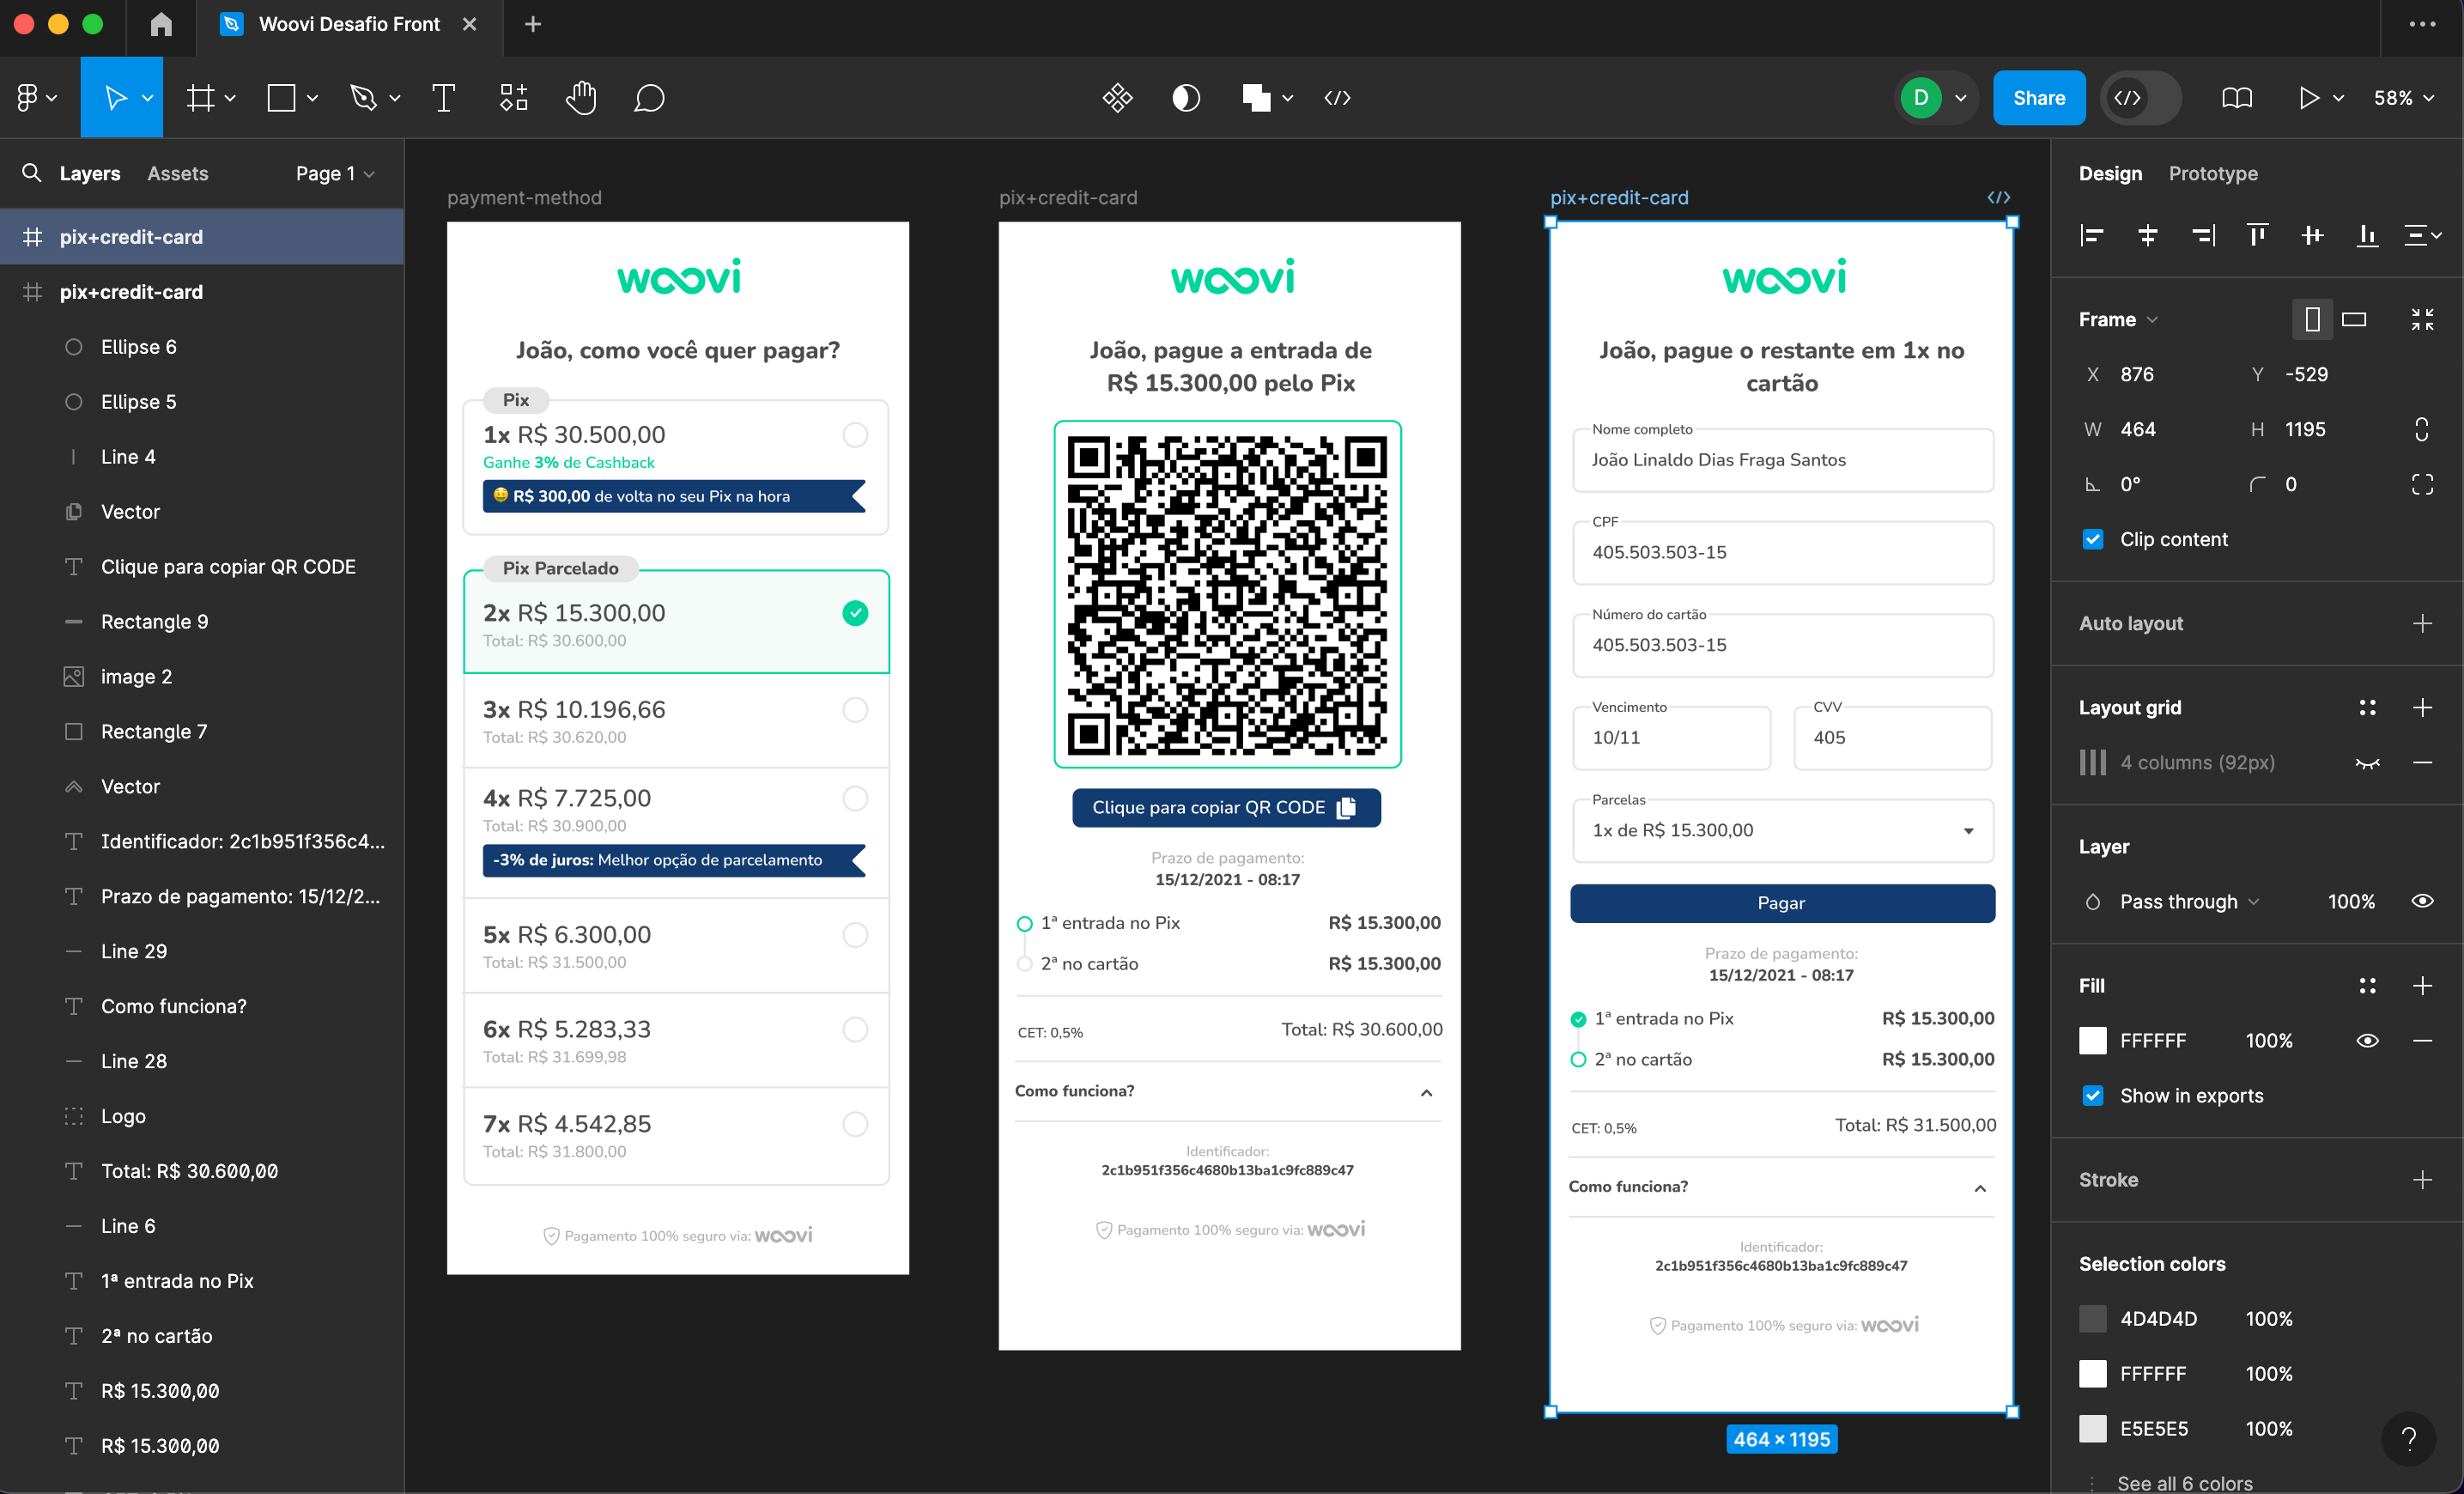 Woovi Desafio Front
D
Share
58%
Layers
Assets
Page 1
pix+credit-card
pix+credit-card
Ellipse 6
Ellipse 5
Line 4
Vector
Clique para copiar QR CODE
Rectangle 9
image 2
Rectangle 7
Vector
Identificador: 2c1b951f356c4...
Prazo de pagamento: 15/12/2...
Line 29
Como funciona?
Line 28
Logo
Total: R$ 30.600,00
Line 6
1ª entrada no Pix
2ª no cartão
R$ 15.300,00
R$ 15.300,00
payment-method
woovi
João, como você quer pagar?
Pix
1x R$ 30.500,00
Ganhe 3% de Cashback
🤑 R$ 300,00 de volta no seu Pix na hora
Pix Parcelado
2x R$ 15.300,00
Total: R$ 30.600,00
3x R$ 10.196,66
Total: R$ 30.620,00
4x R$ 7.725,00
Total: R$ 30.900,00
-3% de juros: Melhor opção de parcelamento
5x R$ 6.300,00
Total: R$ 31.500,00
6x R$ 5.283,33
Total: R$ 31.699,98
7x R$ 4.542,85
Total: R$ 31.800,00
Pagamento 100% seguro via: woovi
pix+credit-card
woovi
João, pague a entrada de
R$ 15.300,00 pelo Pix
Clique para copiar QR CODE
Prazo de pagamento:
15/12/2021 - 08:17
1ª entrada no Pix R$ 15.300,00
2ª no cartão R$ 15.300,00
CET: 0,5% Total: R$ 30.600,00
Como funciona?
Identificador:
2c1b951f356c4680b13ba1c9fc889c47
Pagamento 100% seguro via: woovi
pix+credit-card
woovi
João, pague o restante em 1x no
cartão
Nome completo
João Linaldo Dias Fraga Santos
CPF
405.503.503-15
Número do cartão
405.503.503-15
Vencimento
10/11
CVV
405
Parcelas
1x de R$ 15.300,00
Pagar
Prazo de pagamento:
15/12/2021 - 08:17
1ª entrada no Pix R$ 15.300,00
2ª no cartão R$ 15.300,00
CET: 0,5% Total: R$ 31.500,00
Como funciona?
Identificador:
2c1b951f356c4680b13ba1c9fc889c47
Pagamento 100% seguro via: woovi
464 × 1195
Design
Prototype
Frame
X 876
Y -529
W 464
H 1195
0°
0
Clip content
Auto layout
Layout grid
4 columns (92px)
Layer
Pass through
100%
Fill
FFFFFF 100%
Show in exports
Stroke
Selection colors
4D4D4D 100%
FFFFFF 100%
E5E5E5 100%
See all 6 colors
?